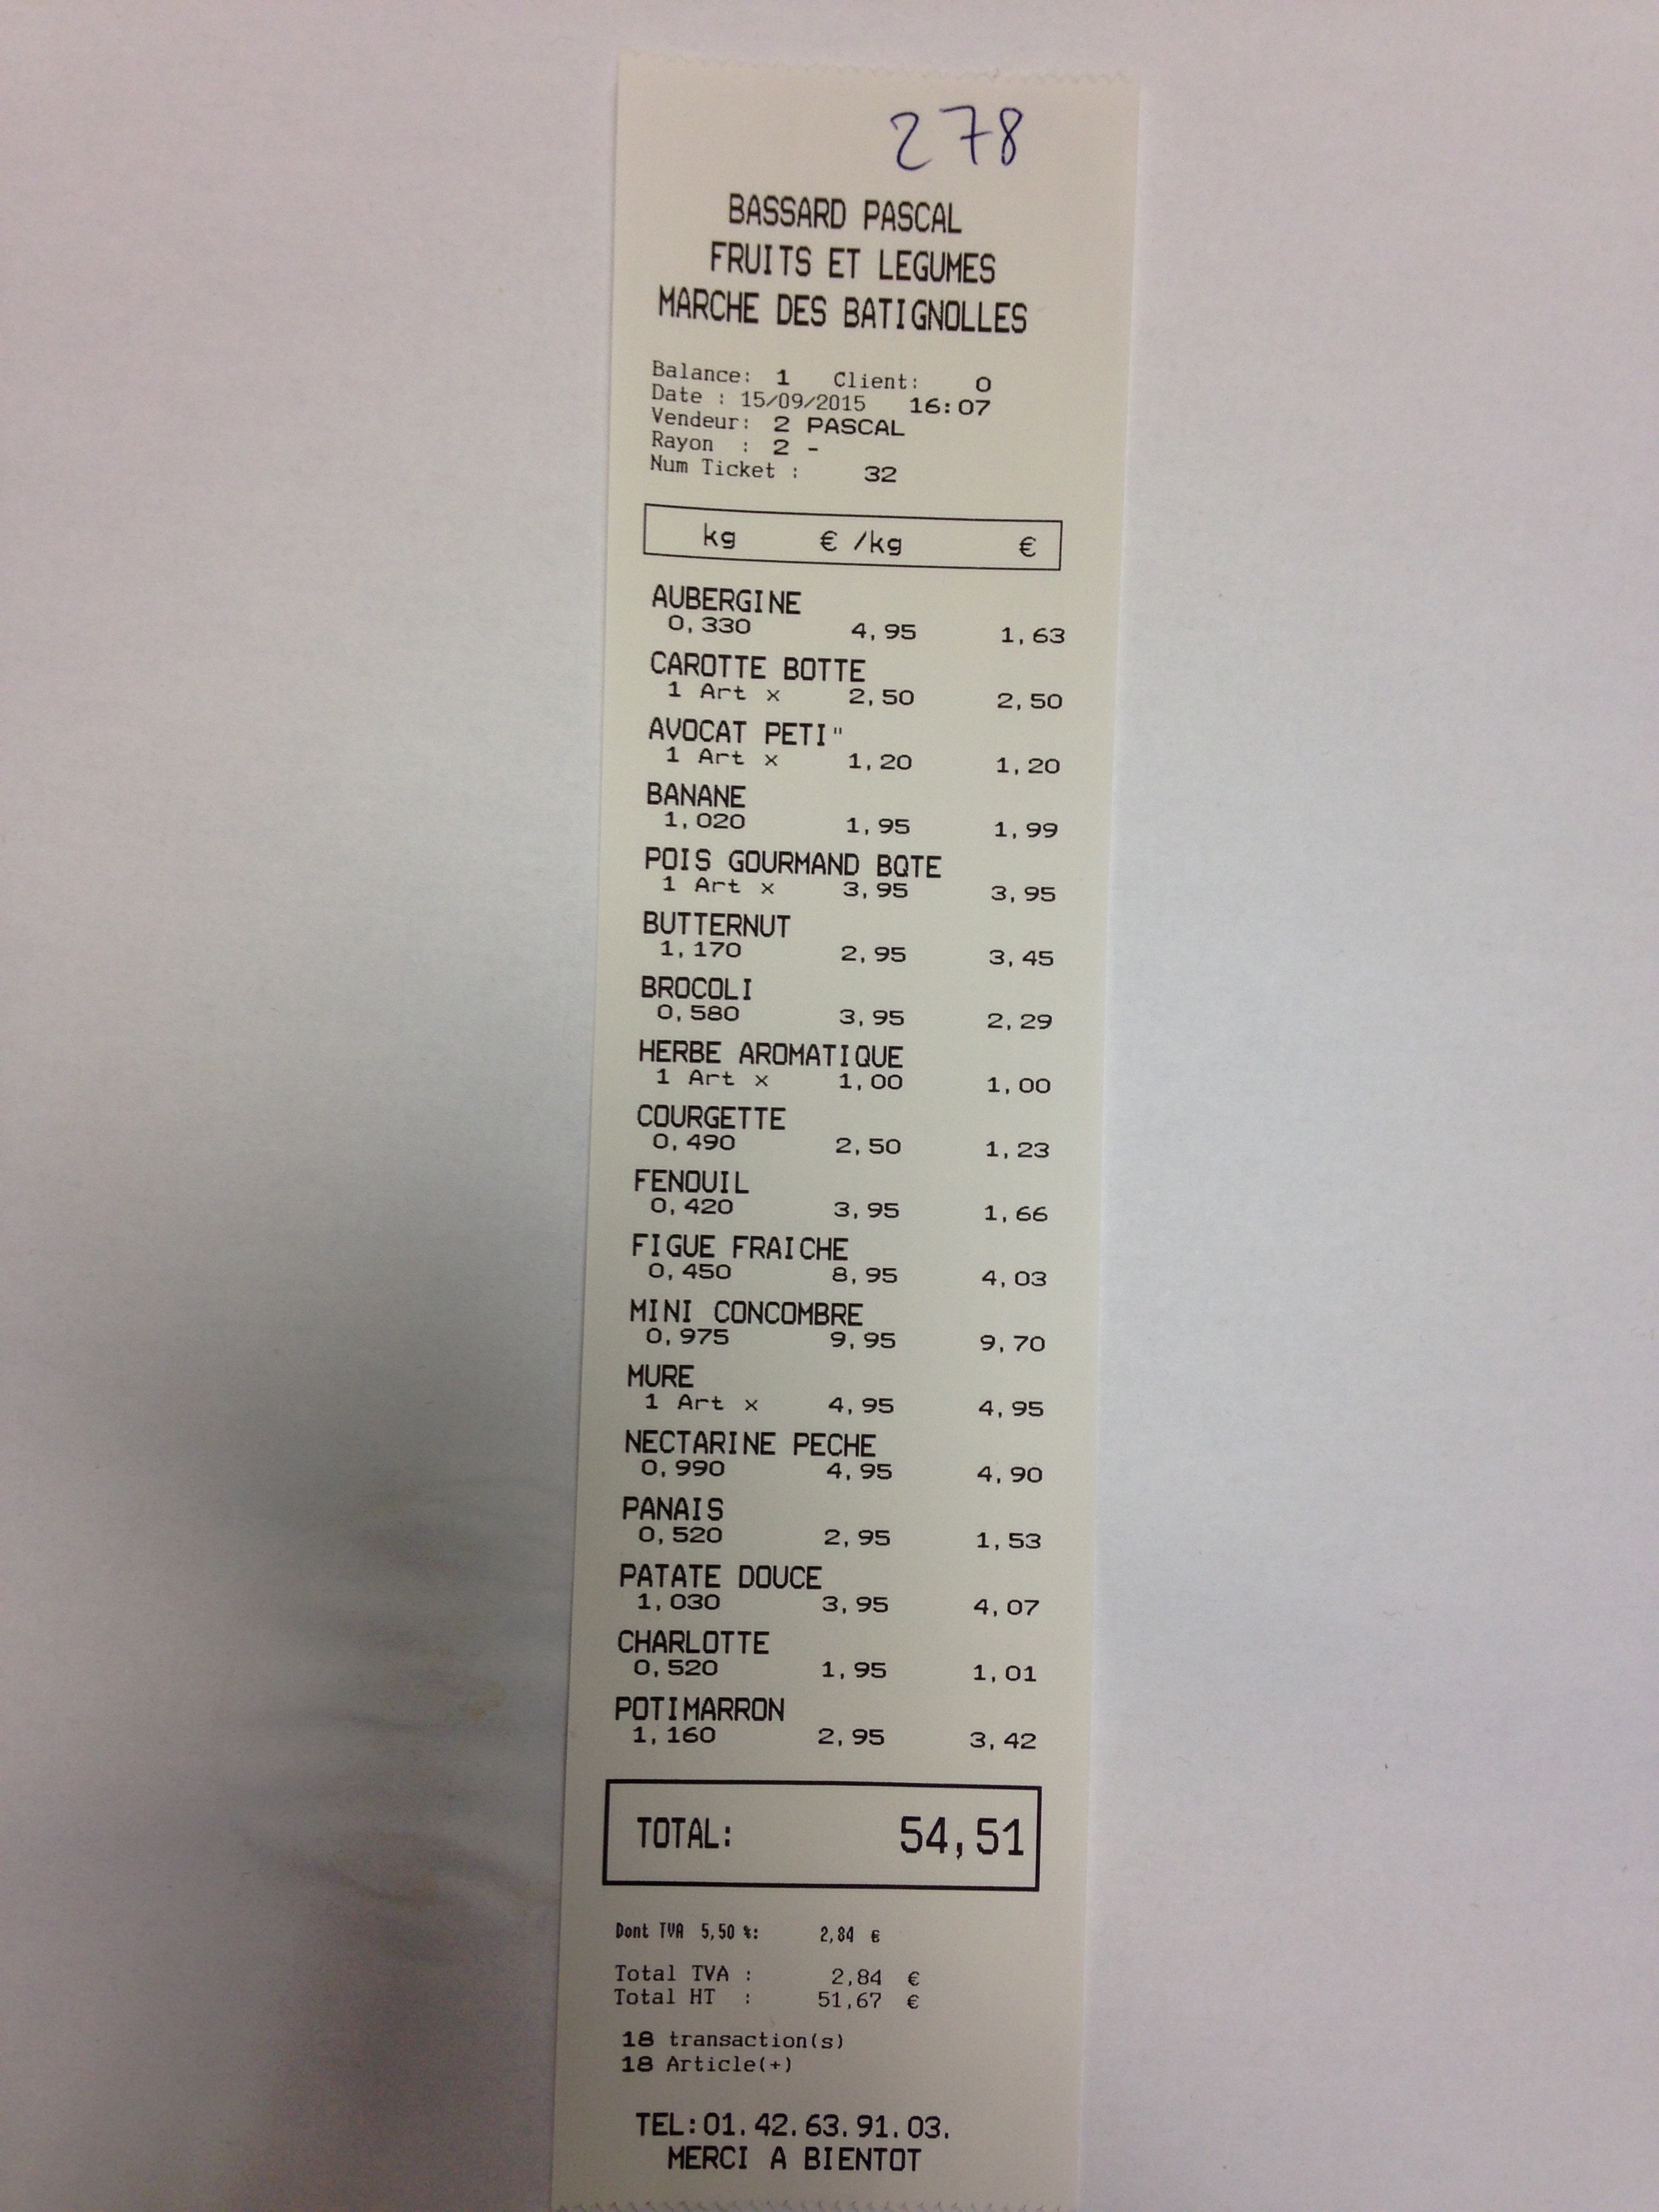 278
BASSARD PASCAL
FRUITS ET LEGUMES
MARCHE DES BATIGNOLLES
Balance: 1 Client: 0
Date : 15/09/2015 16:07
Vendeur: 2 PASCAL
Rayon : 2 -
Num Ticket : 32
kg € /kg €
AUBERGINE
0,330 4,95 1,63
CAROTTE BOTTE
1 Art x 2,50 2,50
AVOCAT PETI"
1 Art x 1,20 1,20
BANANE
1,020 1,95 1,99
POIS GOURMAND BQTE
1 Art x 3,95 3,95
BUTTERNUT
1,170 2,95 3,45
BROCOLI
0,580 3,95 2,29
HERBE AROMATIQUE
1 Art x 1,00 1,00
COURGETTE
0,490 2,50 1,23
FENOUIL
0,420 3,95 1,66
FIGUE FRAICHE
0,450 8,95 4,03
MINI CONCOMBRE
0,975 9,95 9,70
MURE
1 Art x 4,95 4,95
NECTARINE PECHE
0,990 4,95 4,90
PANAIS
0,520 2,95 1,53
PATATE DOUCE
1,030 3,95 4,07
CHARLOTTE
0,520 1,95 1,01
POTIMARRON
1,160 2,95 3,42
TOTAL: 54,51
Dont TVA 5,50 %: 2,84 €
Total TVA : 2,84 €
Total HT : 51,67 €
18 transaction(s)
18 Article(+)
TEL:01.42.63.91.03.
MERCI A BIENTOT